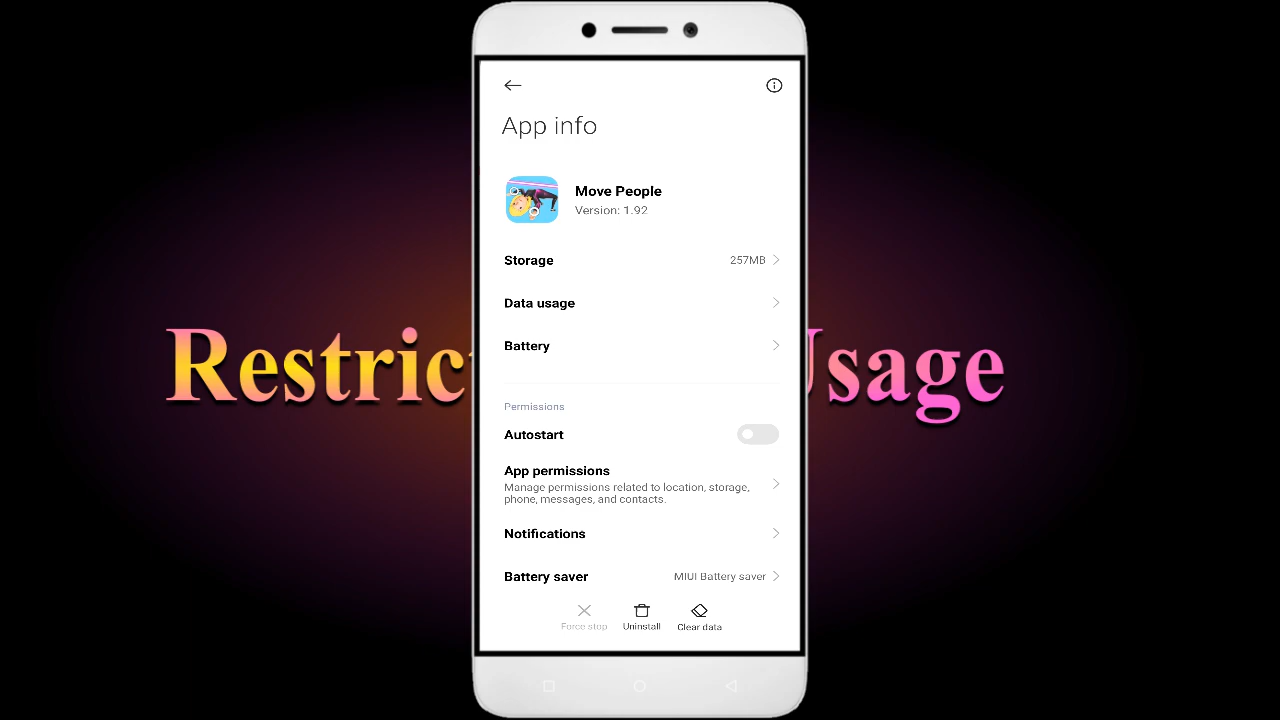 App info
Move People
Version: 1.92
Storage 257MB
Data usage
Battery
Restrict Usage
Permissions
Autostart
App permissions
Manage permissions related to location, storage,
phone, messages, and contacts.
Notifications
Battery saver MIUI Battery saver
Force stop Uninstall Clear data